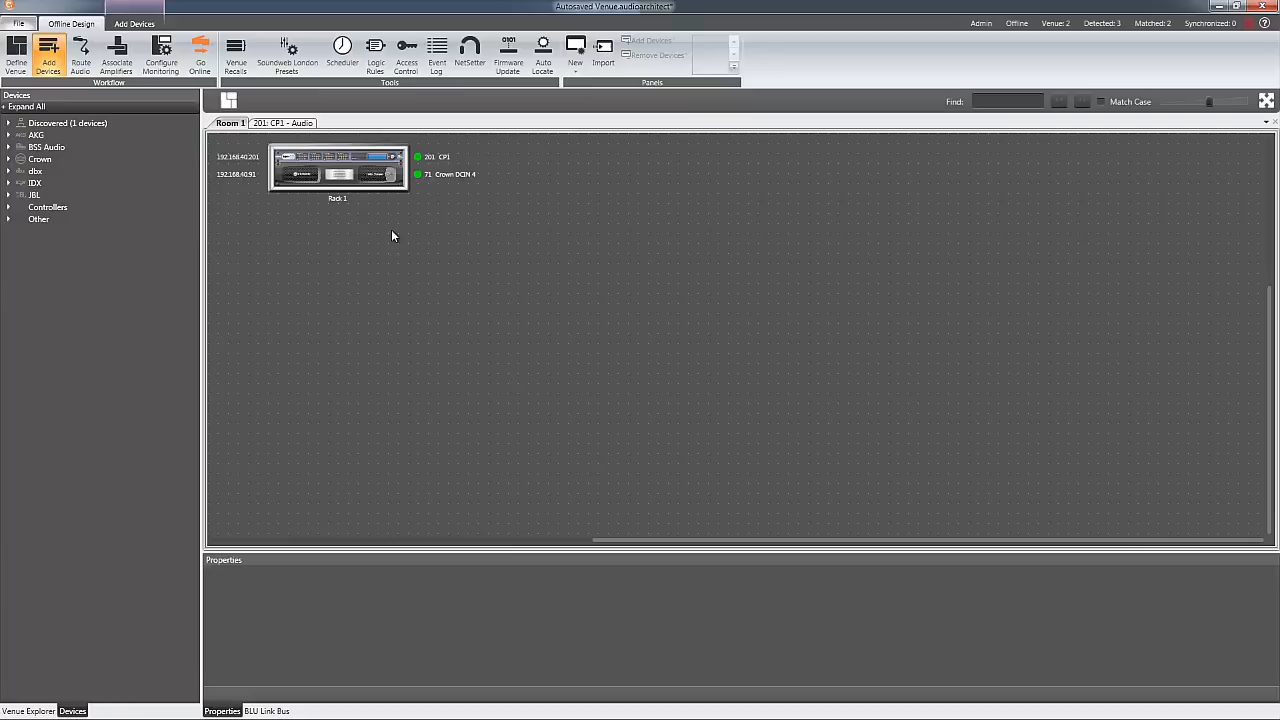 Autosaved Venue.audioarchitect*
File
Offline Design
Add Devices
Admin
Offline
Venue: 2
Detected: 3
Matched: 2
Synchronized: 0
Define Venue
Add Devices
Route Audio
Associate Amplifiers
Configure Monitoring
Go Online
Venue Recalls
Soundweb London Presets
Scheduler
Logic Rules
Access Control
Event Log
NetSetter
Firmware Update
Auto Locate
New
Import
Add Devices
Remove Devices
Workflow
Tools
Panels
Devices
+ Expand All
Find:
Match Case
Discovered (1 devices)
AKG
BSS Audio
Crown
dbx
IDX
JBL
Controllers
Other
Room 1
201: CP1 - Audio
192.168.40.201
201 CP1
192.168.40.91
71 Crown DCIN 4
Rack 1
Properties
Venue Explorer
Devices
Properties
BLU Link Bus